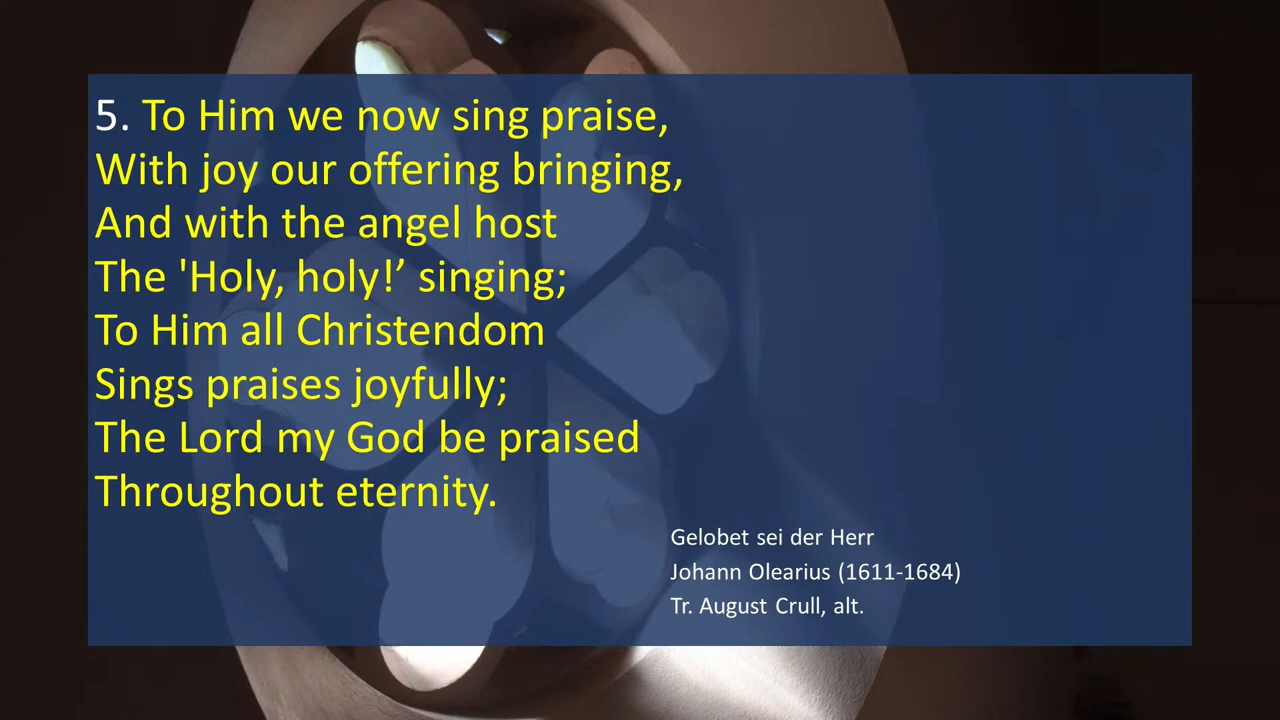 5. To Him we now sing praise,
With joy our offering bringing,
And with the angel host
The 'Holy, holy!’ singing;
To Him all Christendom
Sings praises joyfully;
The Lord my God be praised
Throughout eternity.
Gelobet sei der Herr
Johann Olearius (1611-1684)
Tr. August Crull, alt.